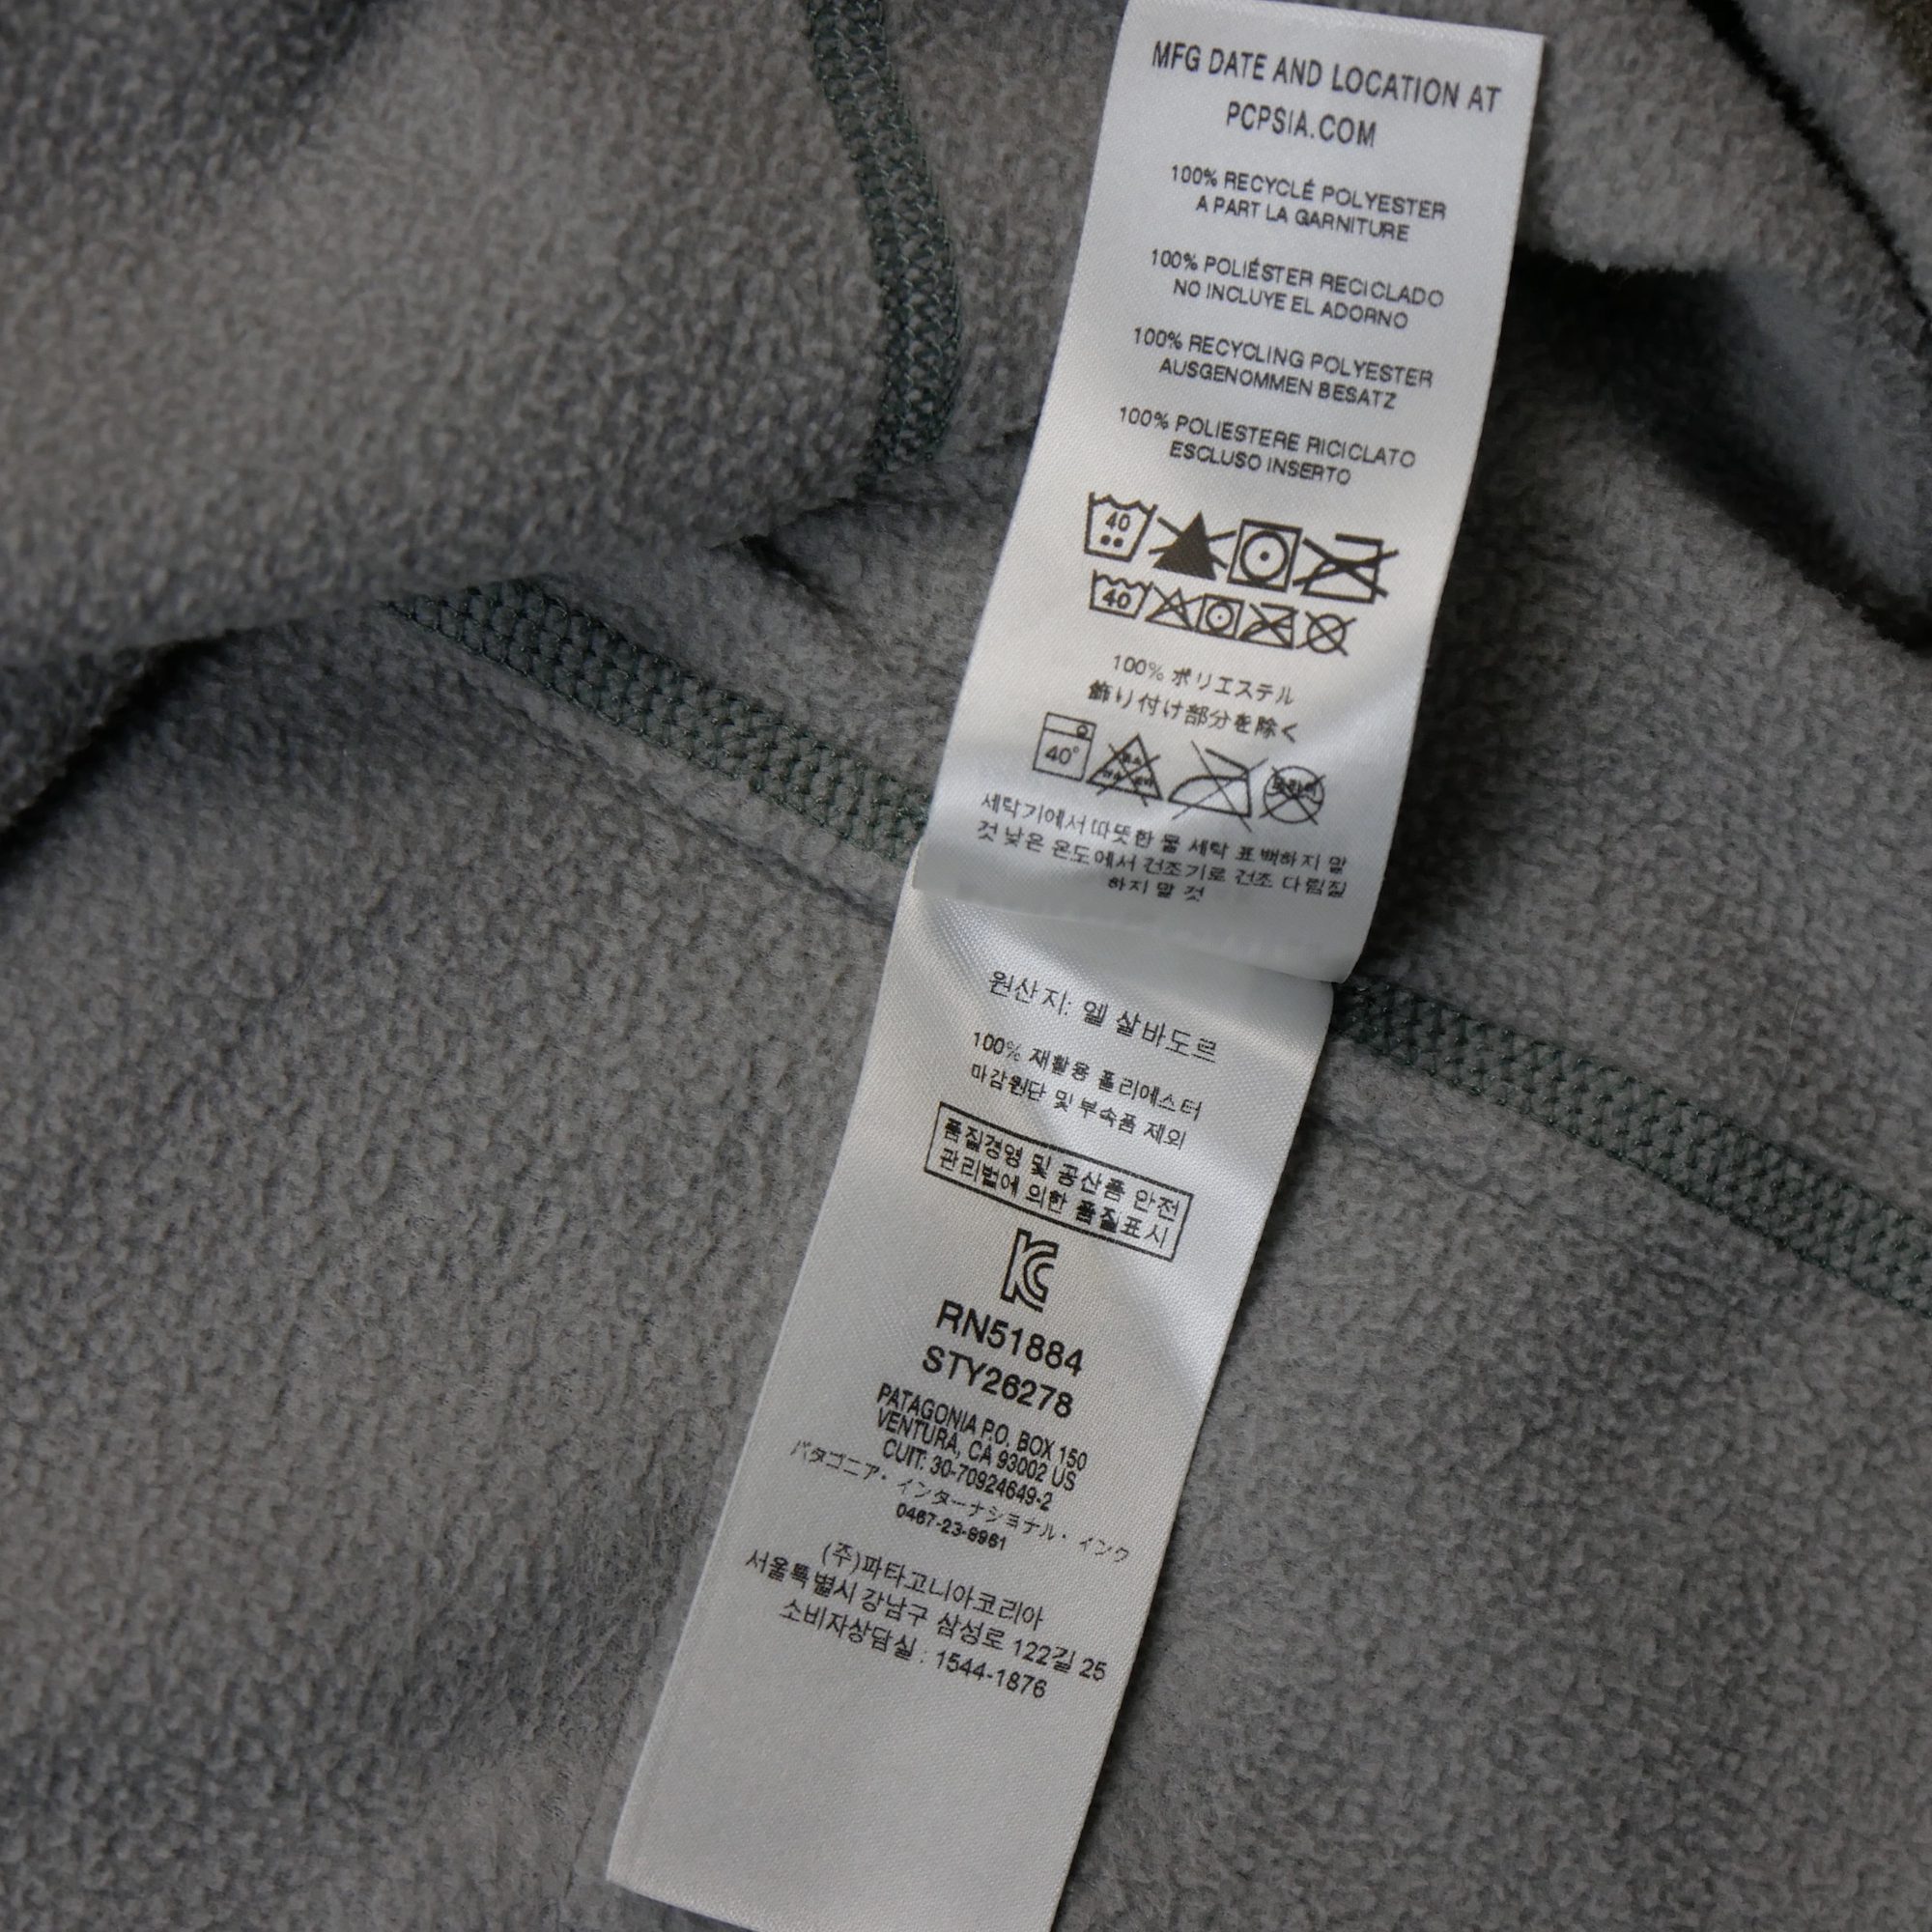 MFG DATE AND LOCATION AT
PCPSIA.COM
100% RECYCLÉ POLYESTER
A PART LA GARNITURE
100% POLIÉSTER RECICLADO
NO INCLUYE EL ADORNO
100% RECYCLING POLYESTER
AUSGENOMMEN BESATZ
100% POLIESTERE RICICLATO
ESCLUSO INSERTO
40
40
100% ポリエステル
飾り付け部分を除く
40°
세탁기에서 따뜻한 물 세탁 표백하지 말
것 낮은 온도에서 건조기로 건조 다림질
하지 말 것
원산지: 엘 살바도르
100% 재활용 폴리에스터
마감원단 및 부속품 제외
품질경영 및 공산품 안전
관리법에 의한 품질표시
RN51884
STY26278
PATAGONIA P.O. BOX 150
VENTURA, CA 93002 US
CUIT: 30-70924649-2
パタゴニア・インターナショナル・インク
0467-23-8961
(주)파타고니아코리아
서울특별시 강남구 삼성로 122길 25
소비자상담실 : 1544-1876